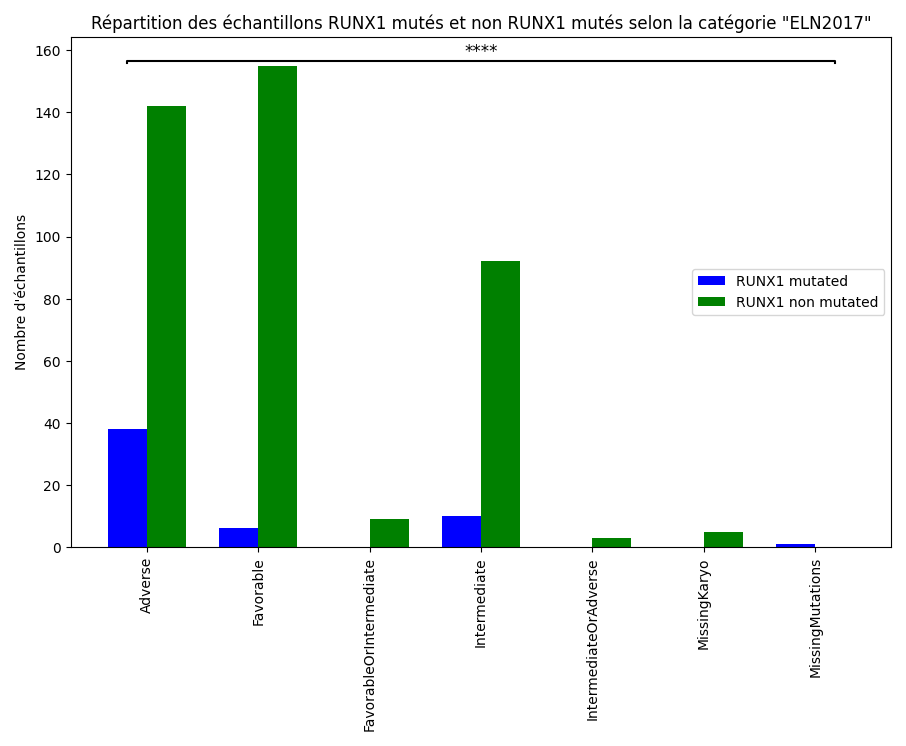 Répartition des échantillons RUNX1 mutés et non RUNX1 mutés selon la catégorie "ELN2017"
****
160
140
120
100
80
60
40
20
0
Nombre d'échantillons
RUNX1 mutated
RUNX1 non mutated
Adverse
Favorable
FavorableOrIntermediate
Intermediate
IntermediateOrAdverse
MissingKaryo
MissingMutations